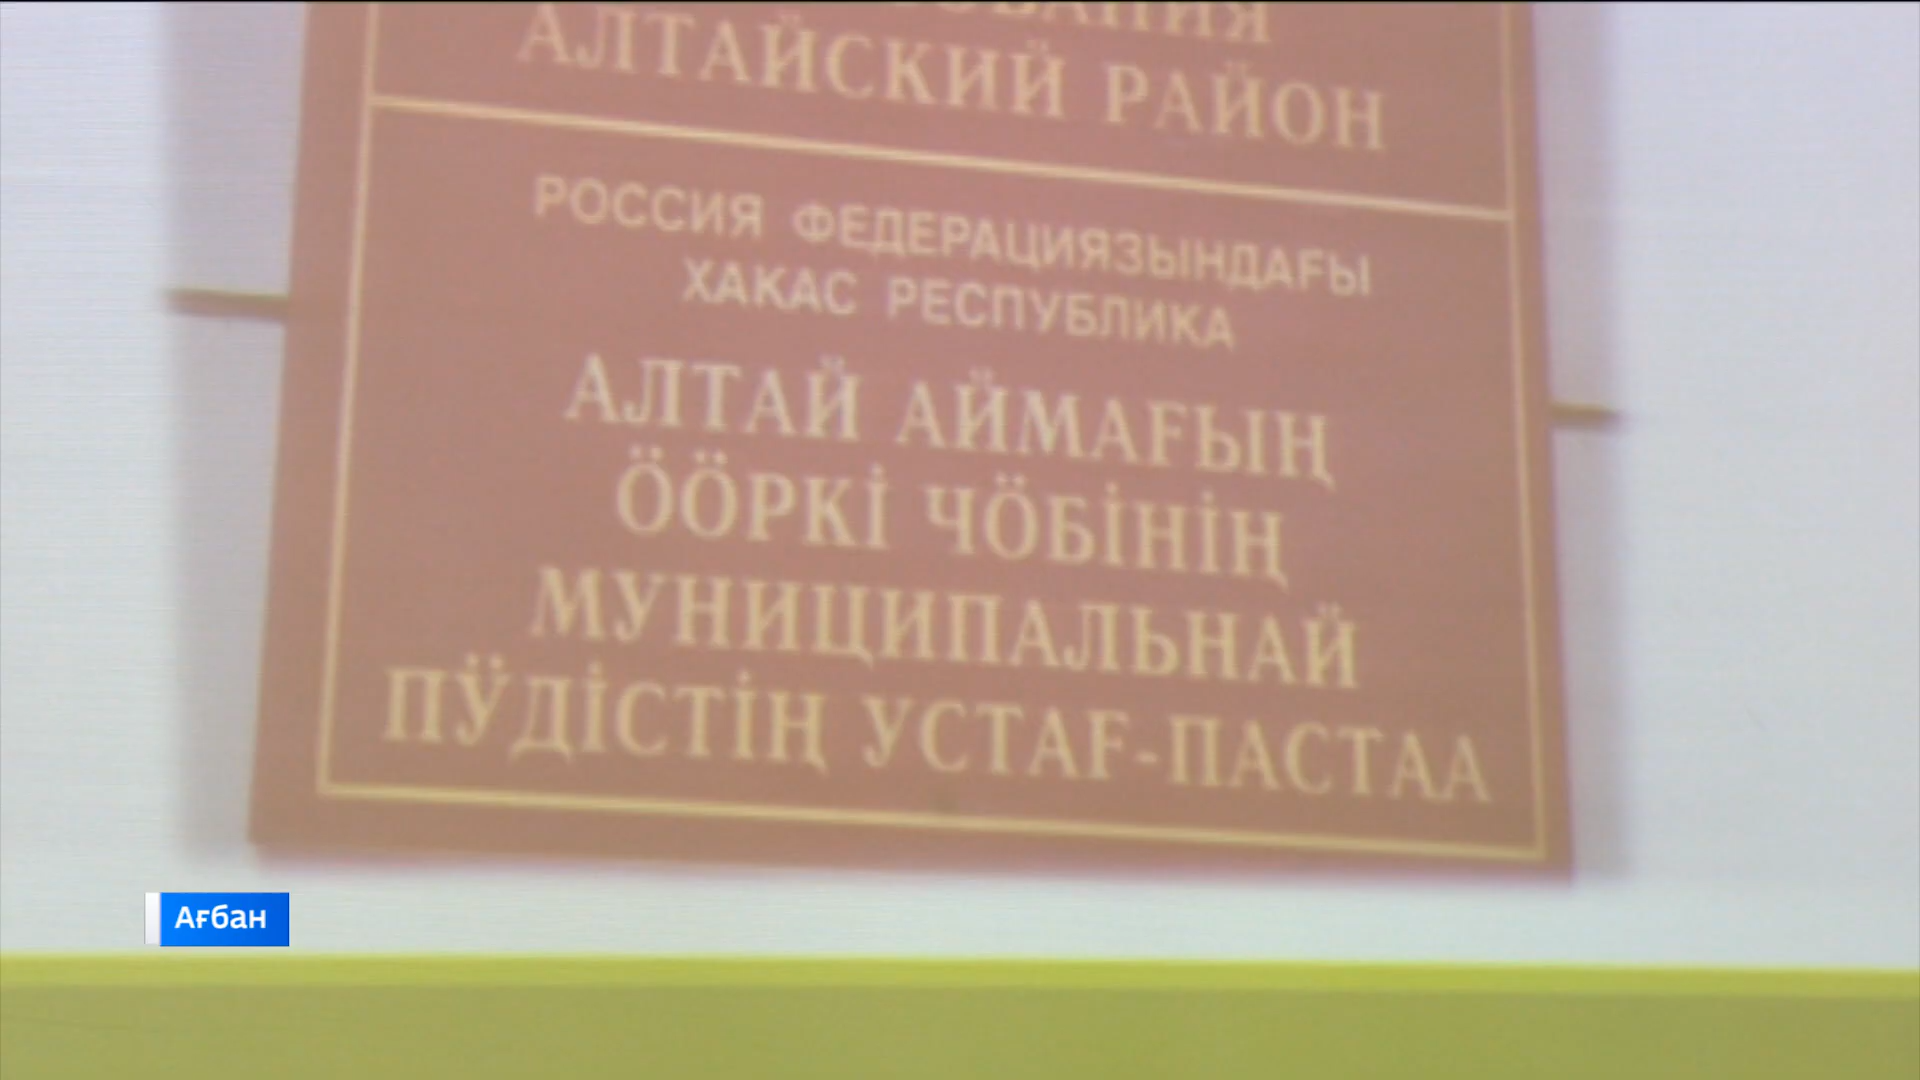 АЛТАЙСКИЙ РАЙОН
РОССИЯ ФЕДЕРАЦИЯЗЫНДАҒЫ
ХАКАС РЕСПУБЛИКА
АЛТАЙ АЙМАҒЫҢ
ӦӦРКІ ЧӦБІНІҢ
МУНИЦИПАЛЬНАЙ
ПӰДІСТІҢ УСТАҒ-ПАСТАА
Ағбан